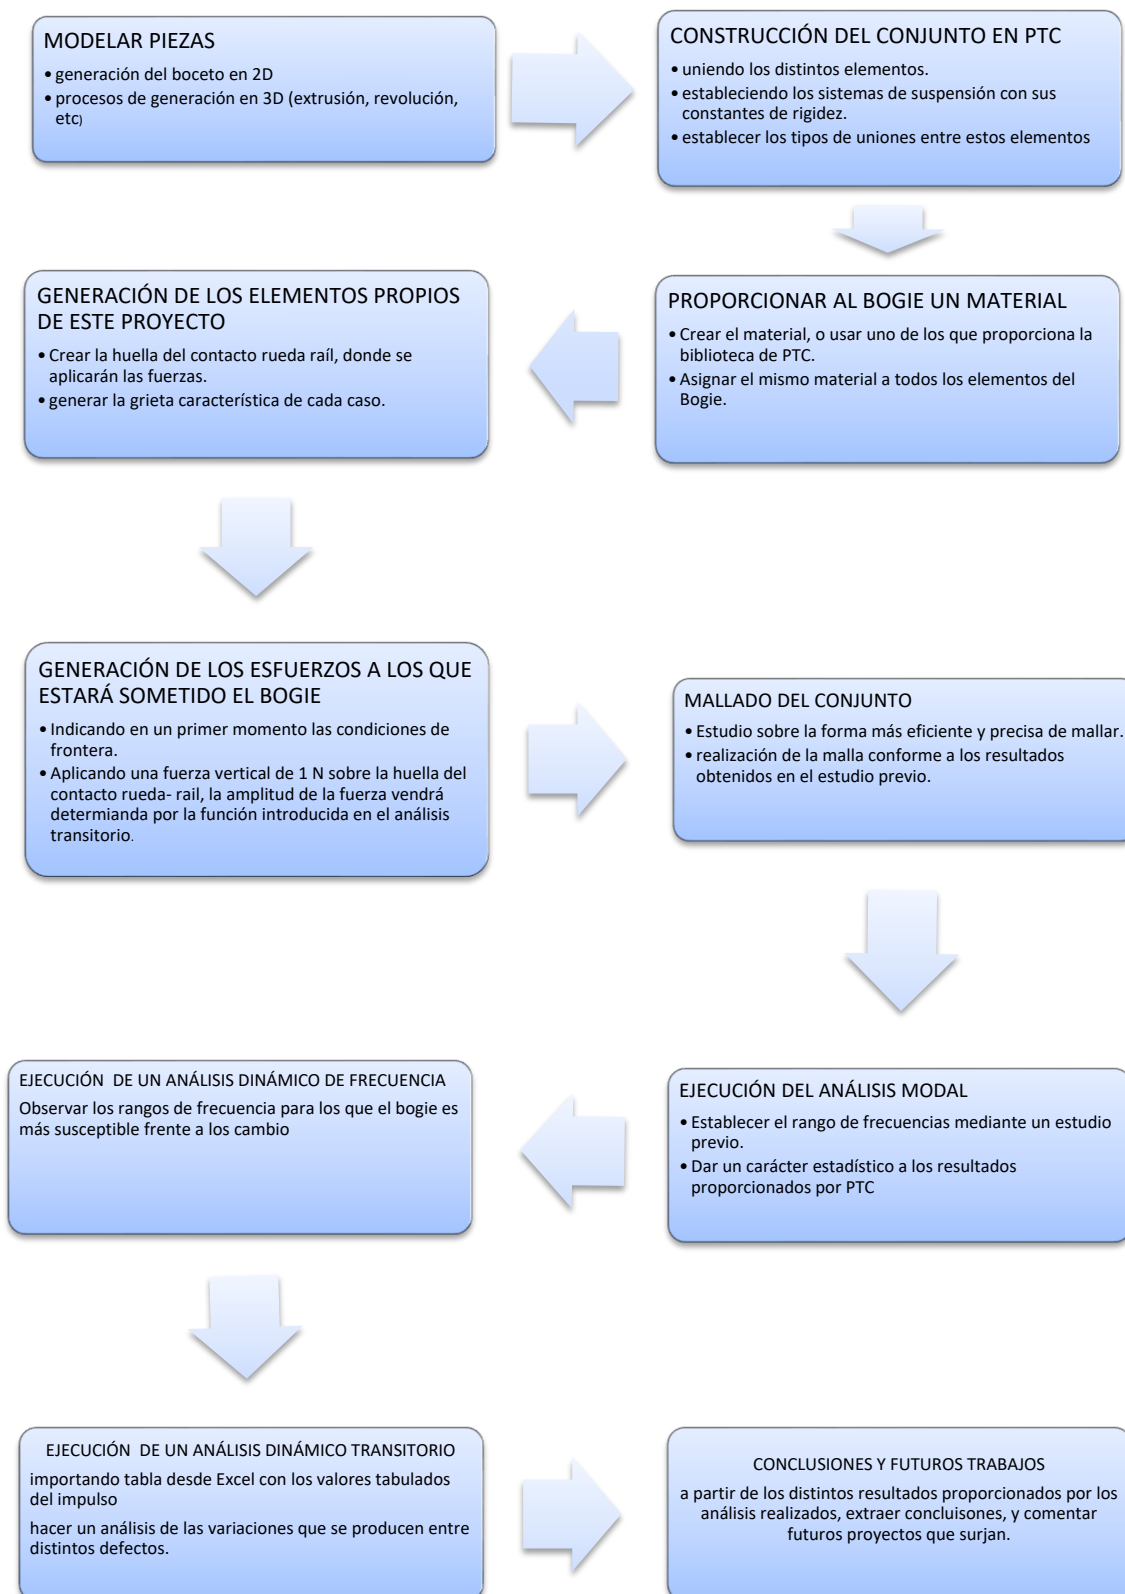 MODELAR PIEZAS
• generación del boceto en 2D
• procesos de generación en 3D (extrusión, revolución,
etc)
CONSTRUCCIÓN DEL CONJUNTO EN PTC
• uniendo los distintos elementos.
• estableciendo los sistemas de suspensión con sus
constantes de rigidez.
• establecer los tipos de uniones entre estos elementos
PROPORCIONAR AL BOGIE UN MATERIAL
• Crear el material, o usar uno de los que proporciona la
biblioteca de PTC.
• Asignar el mismo material a todos los elementos del
Bogie.
GENERACIÓN DE LOS ELEMENTOS PROPIOS
DE ESTE PROYECTO
• Crear la huella del contacto rueda raíl, donde se
aplicarán las fuerzas.
• generar la grieta característica de cada caso.
GENERACIÓN DE LOS ESFUERZOS A LOS QUE
ESTARÁ SOMETIDO EL BOGIE
• Indicando en un primer momento las condiciones de
frontera.
• Aplicando una fuerza vertical de 1 N sobre la huella del
contacto rueda- rail, la amplitud de la fuerza vendrá
determianda por la función introducida en el análisis
transitorio.
MALLADO DEL CONJUNTO
• Estudio sobre la forma más eficiente y precisa de mallar.
• realización de la malla conforme a los resultados
obtenidos en el estudio previo.
EJECUCIÓN DEL ANÁLISIS MODAL
• Establecer el rango de frecuencias mediante un estudio
previo.
• Dar un carácter estadístico a los resultados
proporcionados por PTC
EJECUCIÓN  DE UN ANÁLISIS DINÁMICO DE FRECUENCIA
Observar los rangos de frecuencia para los que el bogie es
más susceptible frente a los cambio
EJECUCIÓN  DE UN ANÁLISIS DINÁMICO TRANSITORIO
importando tabla desde Excel con los valores tabulados
del impulso
hacer un análisis de las variaciones que se producen entre
distintos defectos.
CONCLUSIONES Y FUTUROS TRABAJOS
a partir de los distintos resultados proporcionados por los
análisis realizados, extraer concluisones, y comentar
futuros proyectos que surjan.